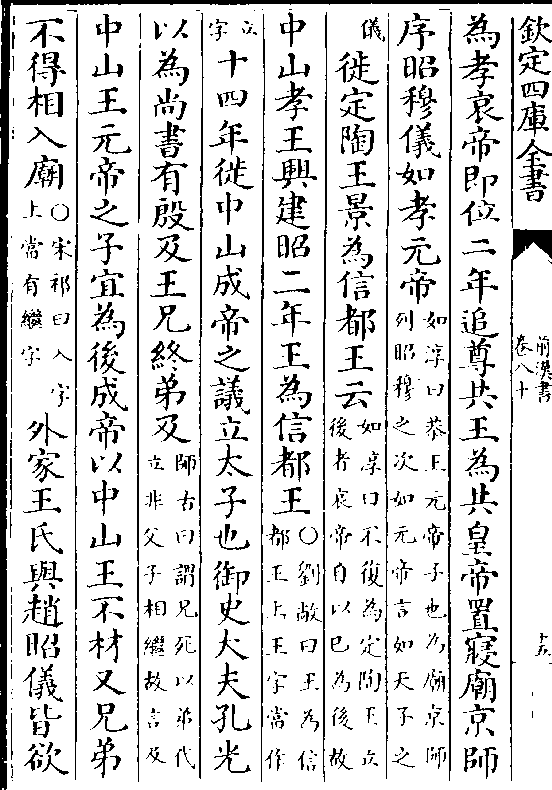 欽定四庫全書
前漢書
卷八十
十五
為孝哀帝即位二年追尊共王為共皇帝置寢廟京師
序昭穆儀如孝元帝如淳曰恭王元帝子也為廟京師
列昭穆之次如元帝言如天子之
儀徙定陶王景為信都王云如淳曰不復為定陶王立
後者哀帝自以已為後故
中山孝王興建昭二年王為信都王○劉敞曰王為信
都王上王字當作
立
字十四年徙中山成帝之議立太子也御史大夫孔光
以為尚書有殷及王兄終弟及師古曰謂兄死以弟代
立非父子相繼故言及
中山王元帝之子宜為後成帝以中山王不材又兄弟
不得相入廟○宋祁曰入字
上當有繼字
外家王氏與趙昭儀皆欲